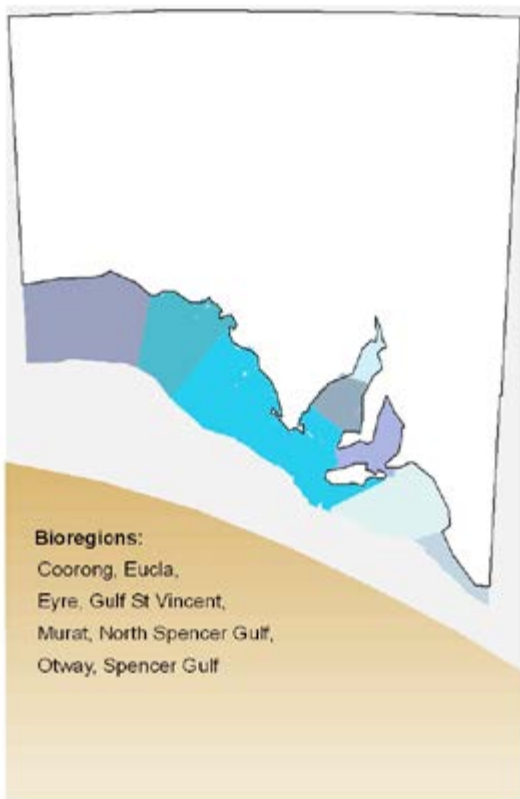 Bioregions:
Coorong, Eucla,
Eyre, Gulf St Vincent,
Murat, North Spencer Gulf,
Otway, Spencer Gulf